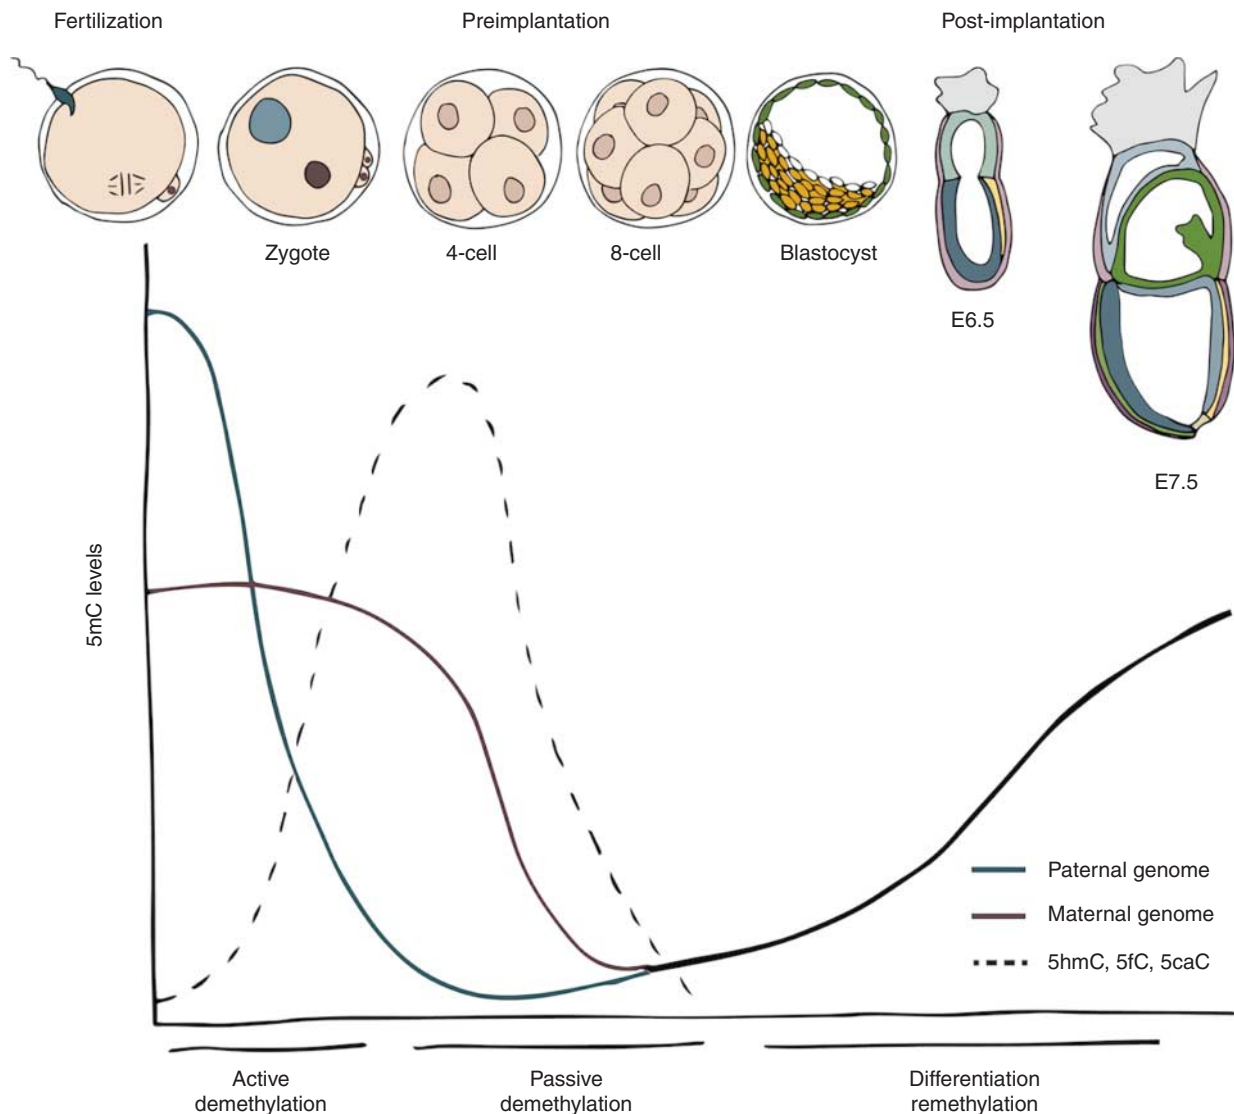 Fertilization
Preimplantation
Post-implantation
Zygote
4-cell
8-cell
Blastocyst
E6.5
E7.5
5mC levels
Paternal genome
Maternal genome
5hmC, 5fC, 5caC
Active
demethylation
Passive
demethylation
Differentiation
remethylation